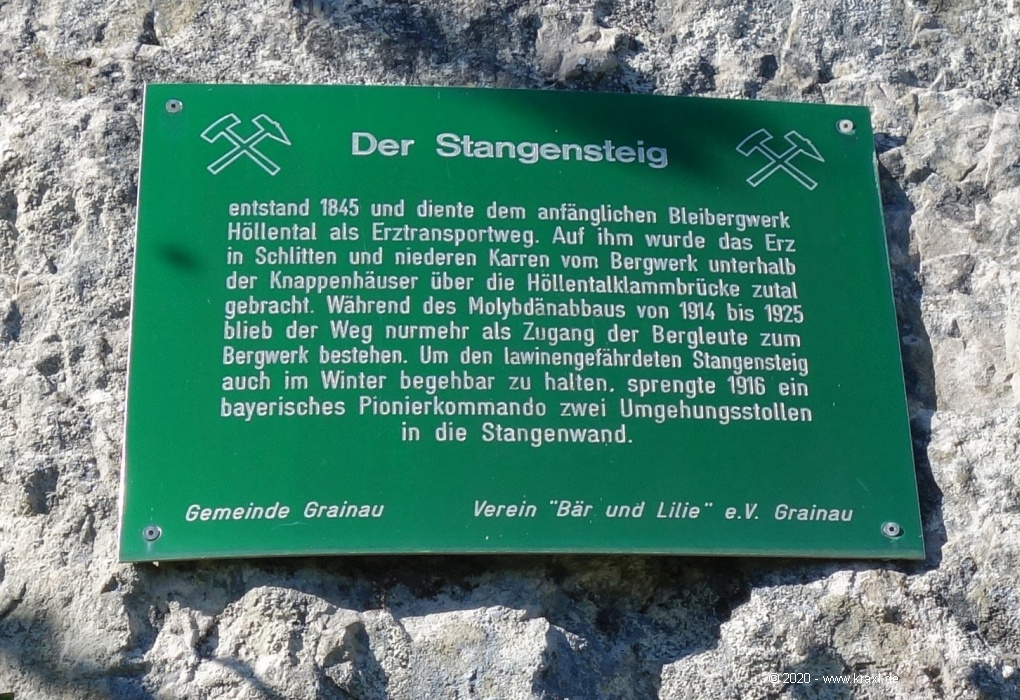 Der Stangensteig
entstand 1845 und diente dem anfänglichen Bleibergwerk
Höllental als Erztransportweg. Auf ihm wurde das Erz
in Schlitten und niederen Karren vom Bergwerk unterhalb
der Knappenhäuser über die Höllentalklammbrücke zutal
gebracht. Während des Molybdänabbaus von 1914 bis 1925
blieb der Weg nurmehr als Zugang der Bergleute zum
Bergwerk bestehen. Um den lawinengefährdeten Stangensteig
auch im Winter begehbar zu halten, sprengte 1916 ein
bayerisches Pionierkommando zwei Umgehungsstollen
in die Stangenwand.
Gemeinde Grainau Verein "Bär und Lilie" e.V. Grainau
© 2020 - www.kraxl.de